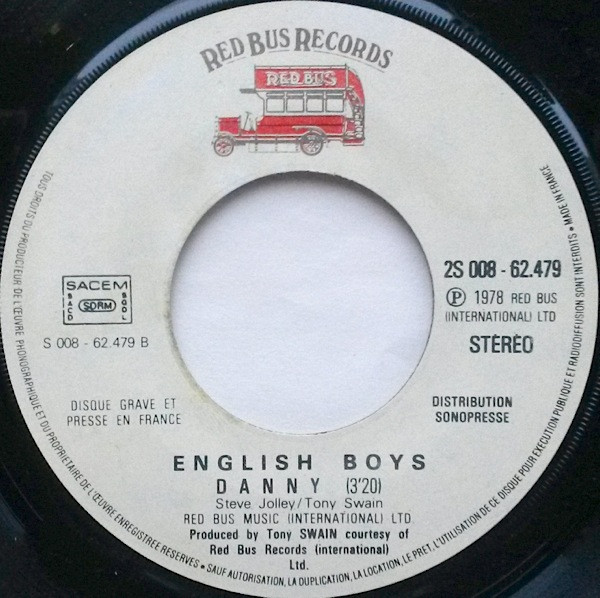 RED BUS RECORDS
RED BUS
SACEM
SACD
SDRM
SGDL
S 008 - 62.479 B
2S 008 - 62.479
Ⓟ 1978 RED BUS
(INTERNATIONAL) LTD
STÉRÉO
DISQUE GRAVE ET
PRESSE EN FRANCE
DISTRIBUTION
SONOPRESSE
ENGLISH BOYS
DANNY (3'20)
Steve Jolley/Tony Swain
RED BUS MUSIC (INTERNATIONAL) LTD
Produced by Tony SWAIN courtesy of
Red Bus Records (international)
Ltd.
TOUS DROITS DU PRODUCTEUR DE L'ŒUVRE PHONOGRAPHIQUE ET DU PROPRIETAIRE DE L'ŒUVRE ENREGISTREE RESERVES • SAUF AUTORISATION, LA DUPLICATION, LA LOCATION, LE PRET, L'UTILISATION DE CE DISQUE POUR EXECUTION PUBLIQUE ET RADIODIFFUSION SONT INTERDITS • MADE IN FRANCE